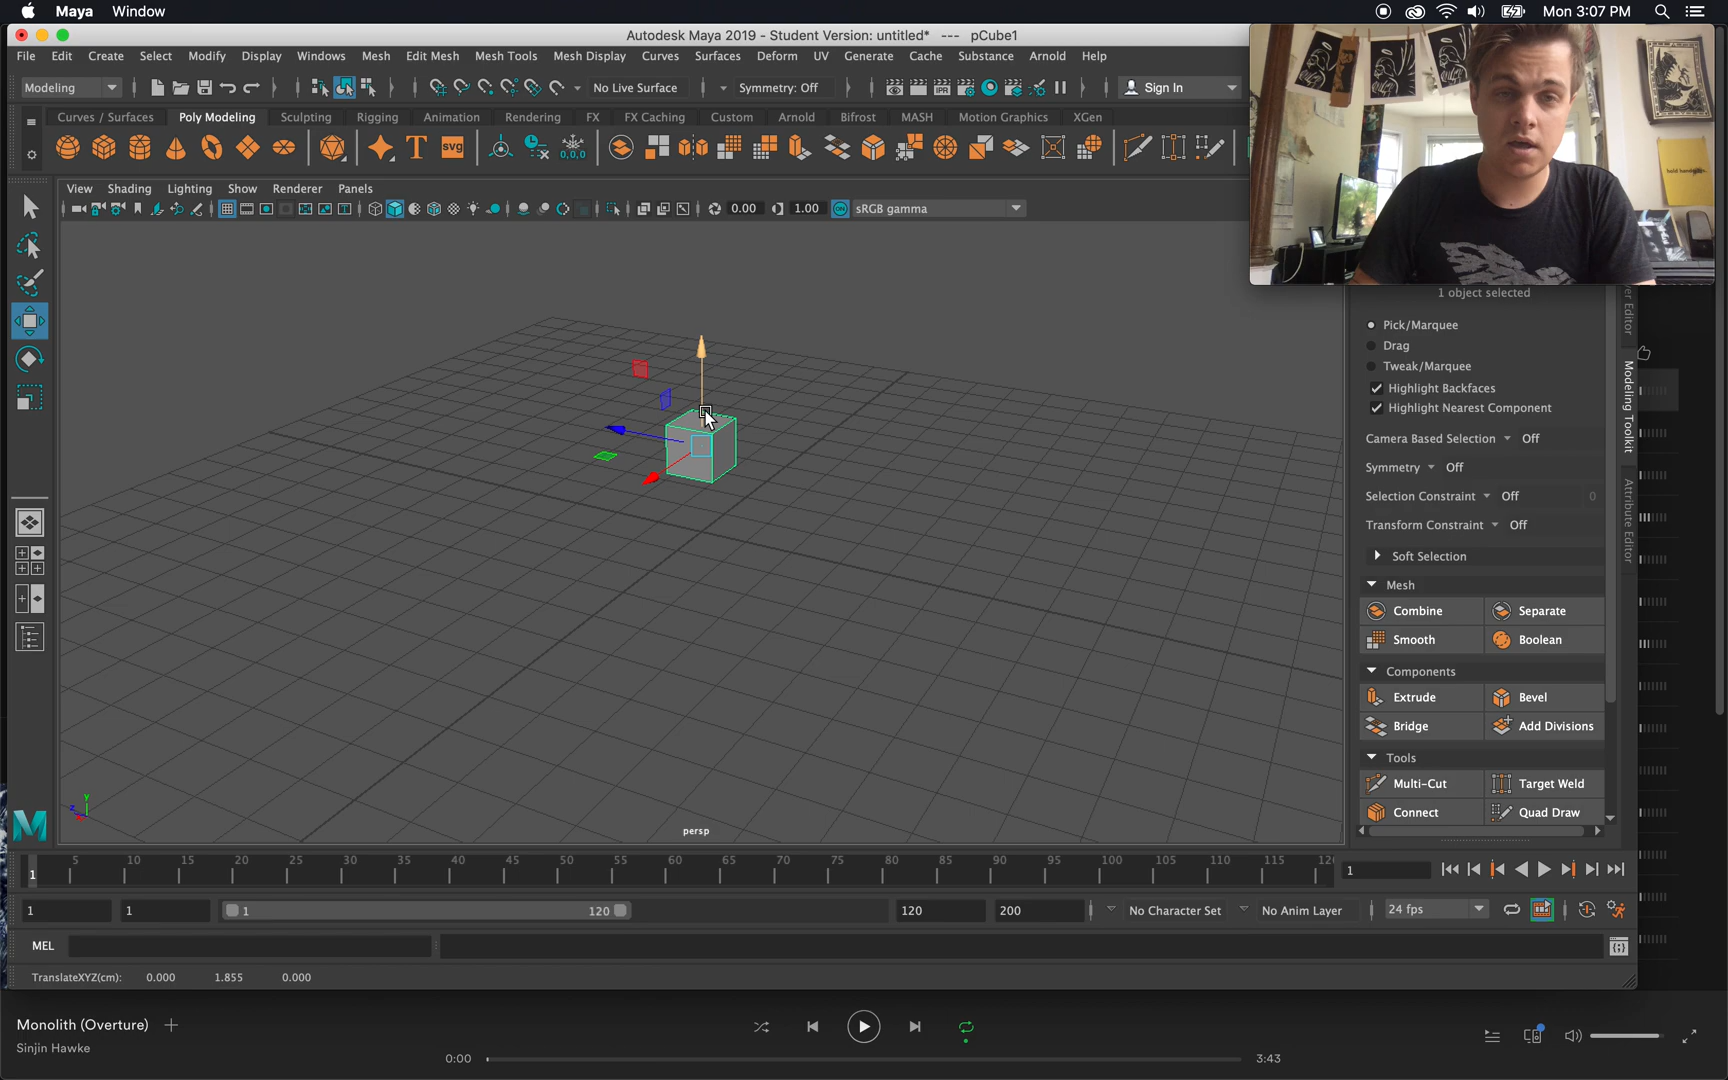 Maya Window
Mon 3:07 PM
Autodesk Maya 2019 - Student Version: untitled* --- pCube1
File Edit Create Select Modify Display Windows Mesh Edit Mesh Mesh Tools Mesh Display Curves Surfaces Deform UV Generate Cache Substance Arnold Help
Modeling No Live Surface Symmetry: Off Sign In
Curves / Surfaces Poly Modeling Sculpting Rigging Animation Rendering FX FX Caching Custom Arnold Bifrost MASH Motion Graphics XGen
T svg 0,0,0
View Shading Lighting Show Renderer Panels
0.00 1.00 ON sRGB gamma
1 object selected
Pick/Marquee
Drag
Tweak/Marquee
Highlight Backfaces
Highlight Nearest Component
Camera Based Selection Off
Symmetry Off
Selection Constraint Off 0
Transform Constraint Off
Soft Selection
Mesh
Combine Separate
Smooth Boolean
Components
Extrude Bevel
Bridge Add Divisions
Tools
Multi-Cut Target Weld
Connect Quad Draw
Modeling Toolkit
Attribute Editor
y
z
x
persp
5 10 15 20 25 30 35 40 45 50 55 60 65 70 75 80 85 90 95 100 105 110 115
1
1
1 1 1 120 120 200 No Character Set No Anim Layer 24 fps
MEL
TranslateXYZ(cm): 0.000 1.855 0.000
Monolith (Overture)
Sinjin Hawke
0:00 3:43